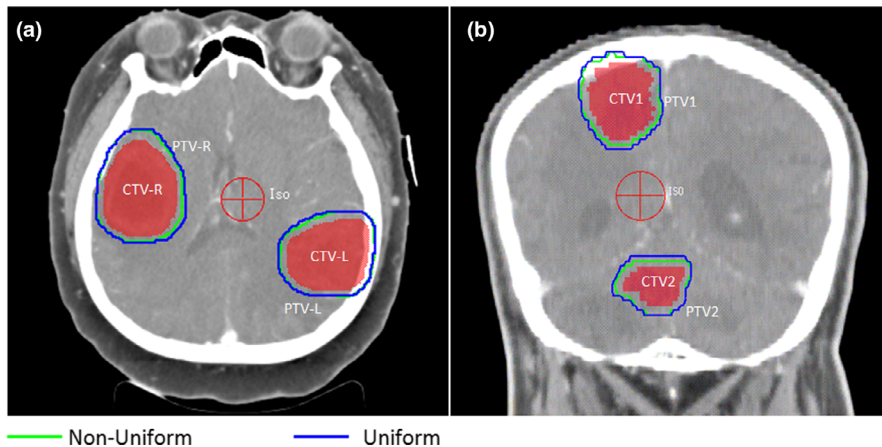 (a)
PTV-R
CTV-R
Iso
CTV-L
PTV-L
(b)
CTV1
PTV1
ISO
CTV2
PTV2
Non-Uniform
Uniform